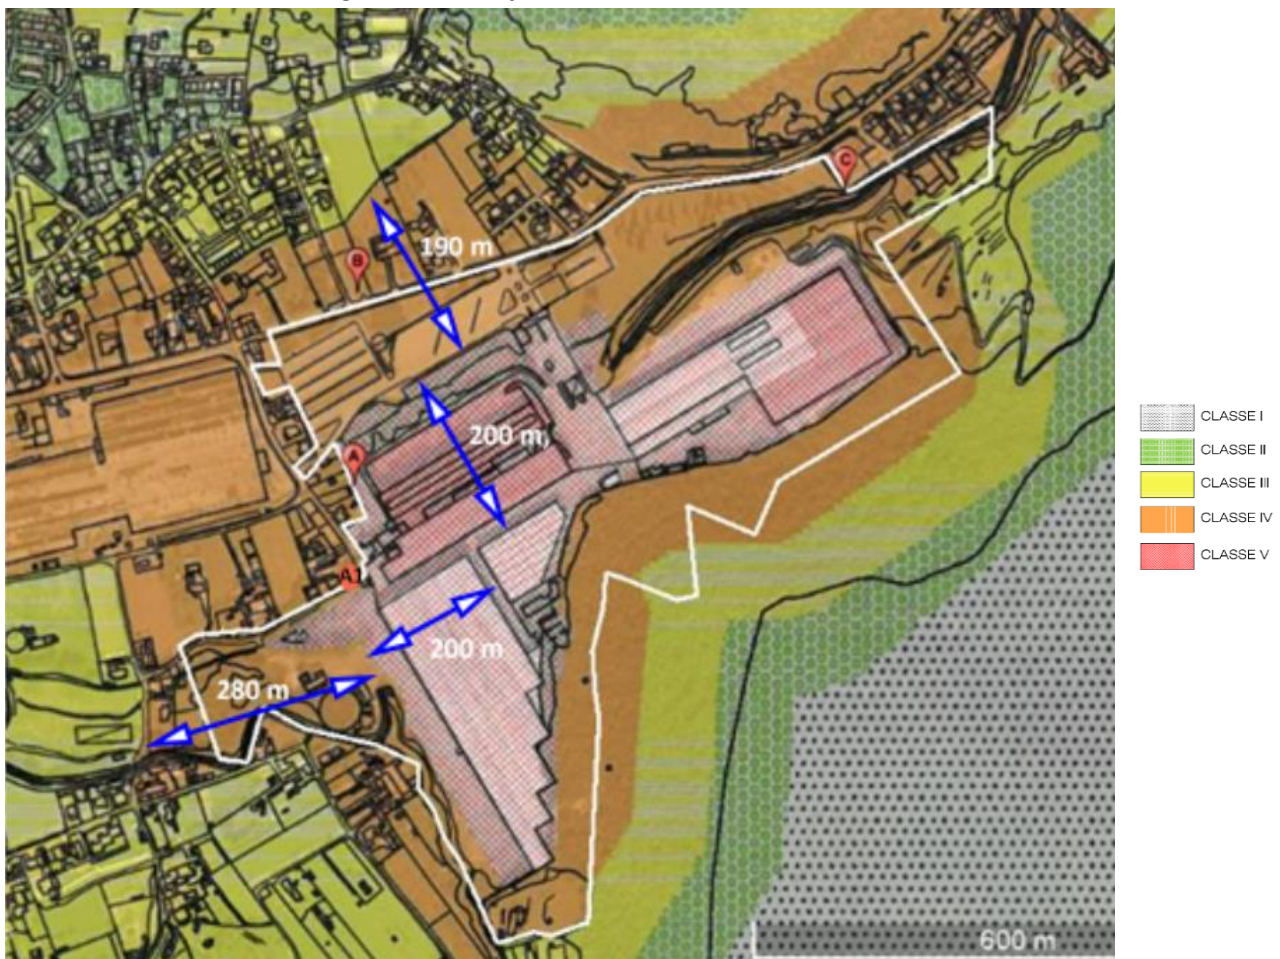 C
190 m
B
200 m
A
A1
200 m
280 m
600 m
CLASSE I
CLASSE II
CLASSE III
CLASSE IV
CLASSE V